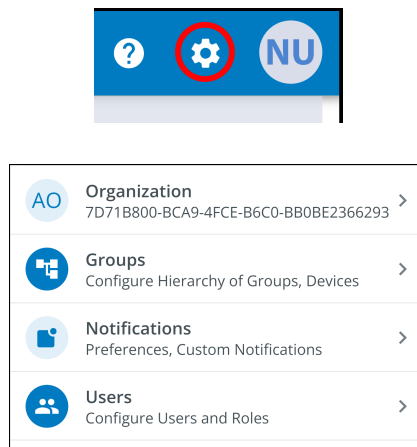 ?
NU
AO
Organization
7D71B800-BCA9-4FCE-B6C0-BB0BE2366293
Groups
Configure Hierarchy of Groups, Devices
Notifications
Preferences, Custom Notifications
Users
Configure Users and Roles